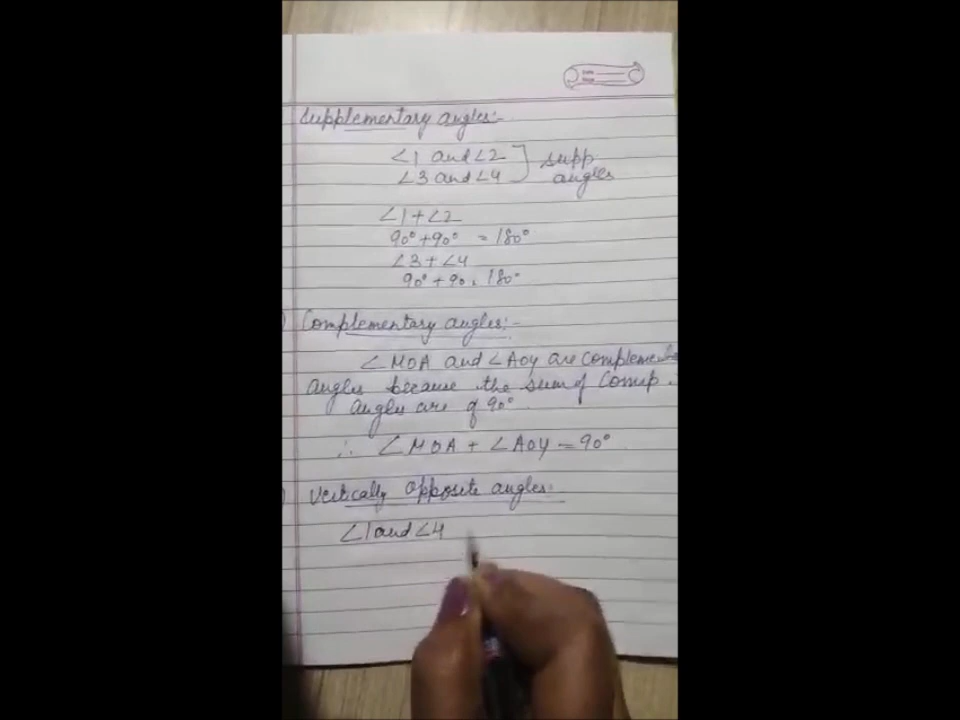 Supplementary angles:-
∠1 and ∠2
∠3 and ∠4
supp
angles
∠1 + ∠2
90° + 90° = 180°
∠3 + ∠4
90° + 90 = 180°
Complementary angles:-
∠MOA and ∠AOY are complement
angles because the sum of Comp.
angles are of 90°.
∴ ∠MOA + ∠AOY = 90°
Vertically opposite angles:
∠1 and ∠4